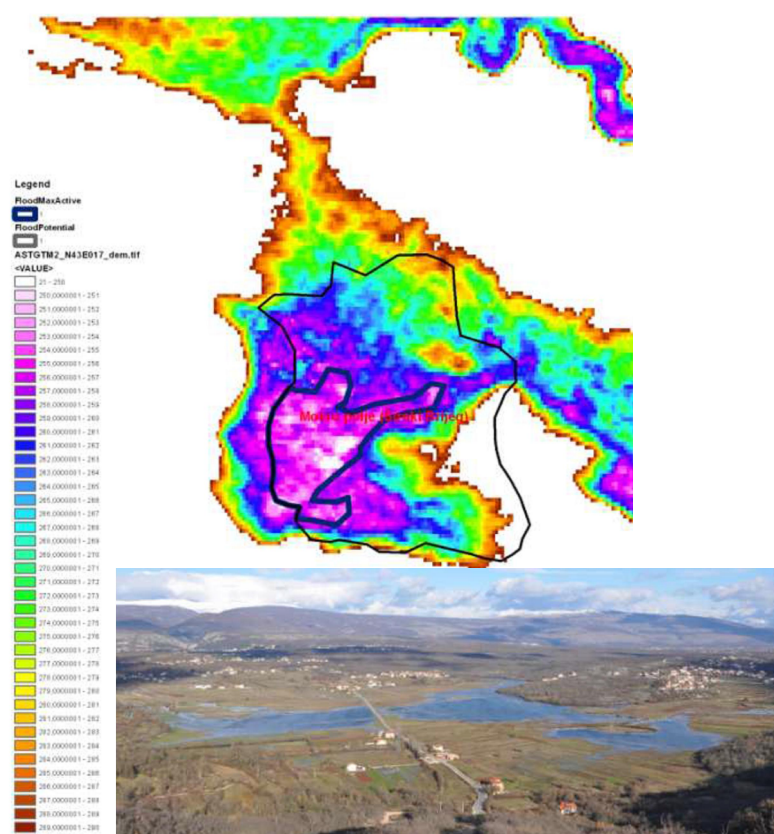 Legend
FloodMaxActive
1
FloodPotential
1
ASTGTM2_N43E017_dem.tif
<VALUE>
21 - 250
250,0000001 - 251
251,0000001 - 252
252,0000001 - 253
253,0000001 - 254
254,0000001 - 255
255,0000001 - 256
256,0000001 - 257
257,0000001 - 258
258,0000001 - 259
259,0000001 - 260
260,0000001 - 261
261,0000001 - 262
262,0000001 - 263
263,0000001 - 264
264,0000001 - 265
265,0000001 - 266
266,0000001 - 267
267,0000001 - 268
268,0000001 - 269
269,0000001 - 270
270,0000001 - 271
271,0000001 - 272
272,0000001 - 273
273,0000001 - 274
274,0000001 - 275
275,0000001 - 276
276,0000001 - 277
277,0000001 - 278
278,0000001 - 279
279,0000001 - 280
280,0000001 - 281
281,0000001 - 282
282,0000001 - 283
283,0000001 - 284
284,0000001 - 285
285,0000001 - 286
286,0000001 - 287
287,0000001 - 288
288,0000001 - 289
289,0000001 - 290
polje